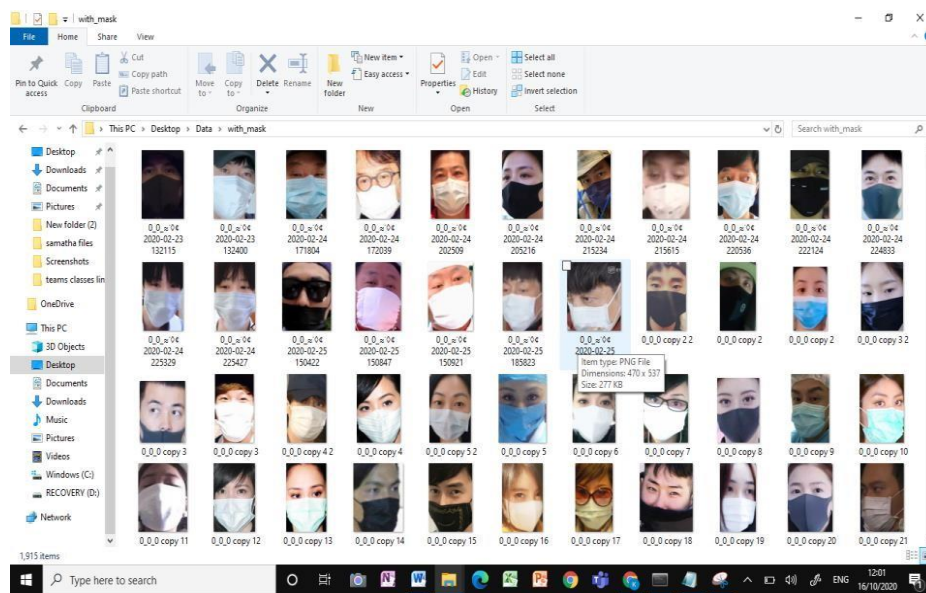 with_mask
File Home Share View
Pin to Quick access
Copy
Paste
Cut
Copy path
Paste shortcut
Clipboard
Move to
Copy to
Delete
Rename
Organize
New folder
New item
Easy access
New
Properties
Open
Edit
History
Open
Select all
Select none
Invert selection
Select
This PC > Desktop > Data > with_mask
Search with_mask
Desktop
Downloads
Documents
Pictures
New folder (2)
samatha files
Screenshots
teams classes lin
OneDrive
This PC
3D Objects
Desktop
Documents
Downloads
Music
Pictures
Videos
Windows (C:)
RECOVERY (D:)
Network
2020-02-23 132115
2020-02-23 132400
2020-02-24 171804
2020-02-24 172039
2020-02-24 202509
2020-02-24 205216
2020-02-24 215234
2020-02-24 215615
2020-02-24 220536
2020-02-24 222124
2020-02-24 224833
2020-02-24 225329
2020-02-24 225427
2020-02-25 150422
2020-02-25 150847
2020-02-25 150921
2020-02-25 185823
2020-02-25
0_0_0 copy 2 2
0_0_0 copy 2
0_0_0 copy 2
0_0_0 copy 3 2
Item type: PNG File
Dimensions: 470 x 537
Size: 277 KB
0_0_0 copy 3
0_0_0 copy 3
0_0_0 copy 4 2
0_0_0 copy 4
0_0_0 copy 5 2
0_0_0 copy 5
0_0_0 copy 6
0_0_0 copy 7
0_0_0 copy 8
0_0_0 copy 9
0_0_0 copy 10
0_0_0 copy 11
0_0_0 copy 12
0_0_0 copy 13
0_0_0 copy 14
0_0_0 copy 15
0_0_0 copy 16
0_0_0 copy 17
0_0_0 copy 18
0_0_0 copy 19
0_0_0 copy 20
0_0_0 copy 21
1,915 items
Type here to search
ENG
12:01
16/10/2020